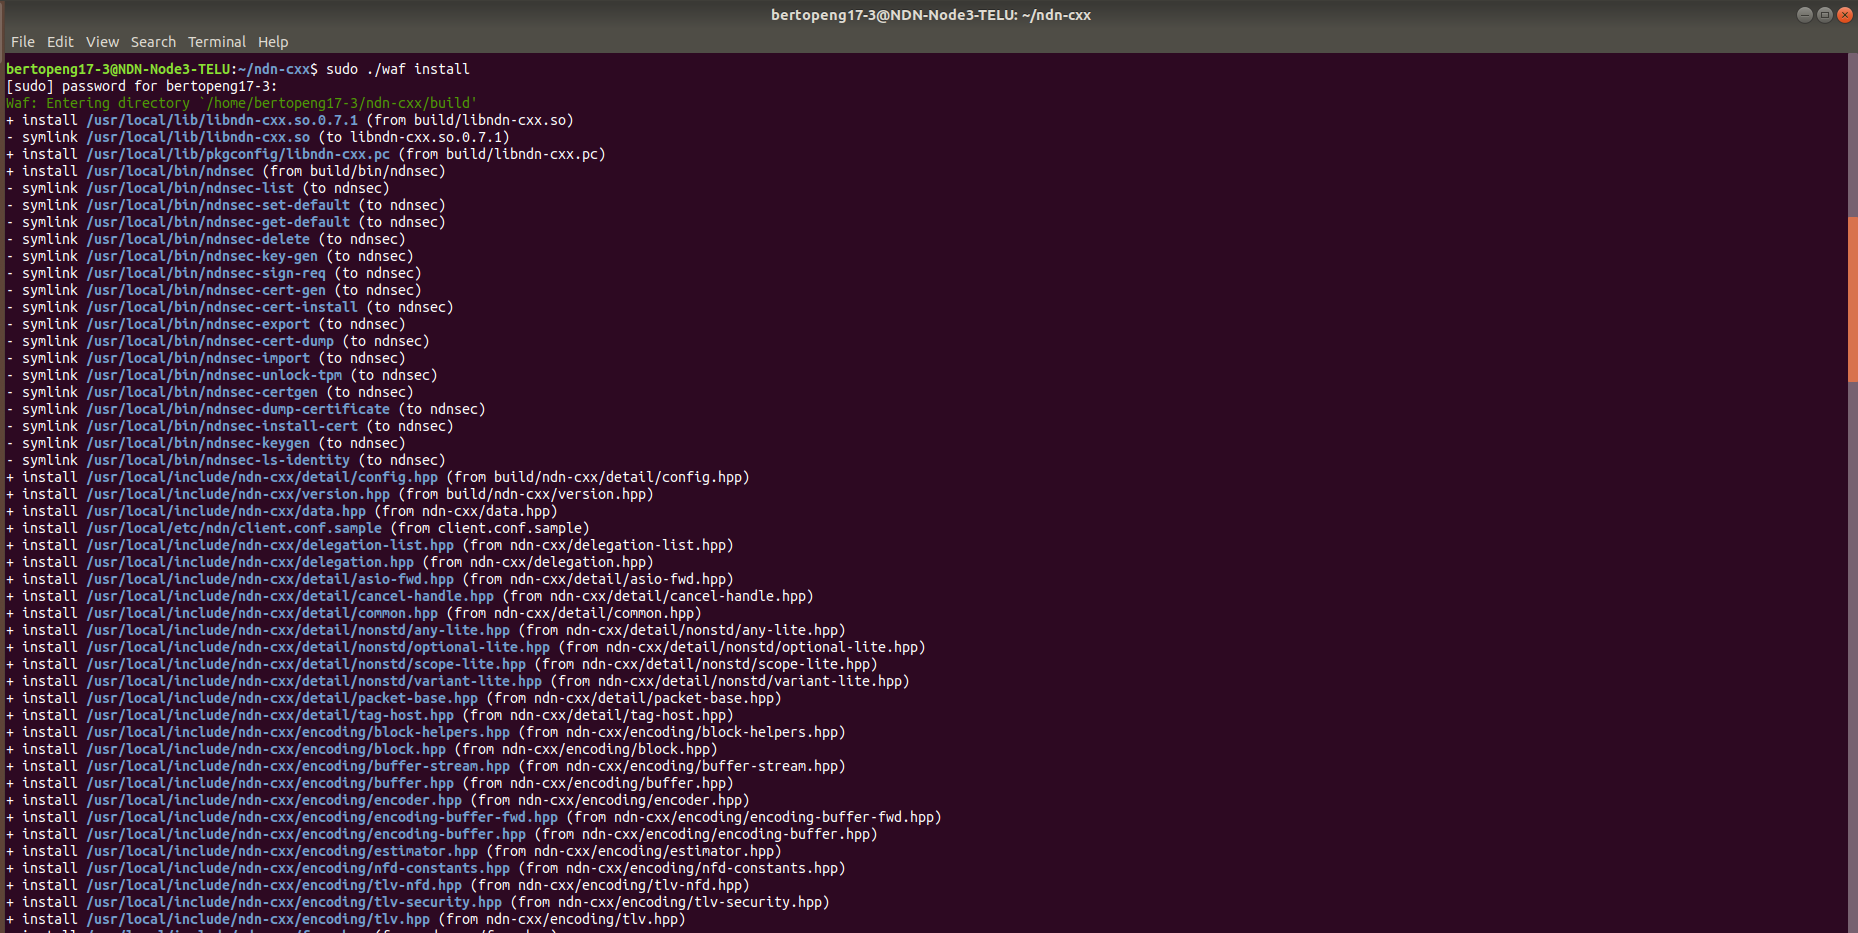 bertopeng17-3@NDN-Node3-TELU: ~/ndn-cxx
File Edit View Search Terminal Help
bertopeng17-3@NDN-Node3-TELU:~/ndn-cxx$ sudo ./waf install
[sudo] password for bertopeng17-3:
Waf: Entering directory `/home/bertopeng17-3/ndn-cxx/build'
+ install /usr/local/lib/libndn-cxx.so.0.7.1 (from build/libndn-cxx.so)
- symlink /usr/local/lib/libndn-cxx.so (to libndn-cxx.so.0.7.1)
+ install /usr/local/lib/pkgconfig/libndn-cxx.pc (from build/libndn-cxx.pc)
+ install /usr/local/bin/ndnsec (from build/bin/ndnsec)
- symlink /usr/local/bin/ndnsec-list (to ndnsec)
- symlink /usr/local/bin/ndnsec-set-default (to ndnsec)
- symlink /usr/local/bin/ndnsec-get-default (to ndnsec)
- symlink /usr/local/bin/ndnsec-delete (to ndnsec)
- symlink /usr/local/bin/ndnsec-key-gen (to ndnsec)
- symlink /usr/local/bin/ndnsec-sign-req (to ndnsec)
- symlink /usr/local/bin/ndnsec-cert-gen (to ndnsec)
- symlink /usr/local/bin/ndnsec-cert-install (to ndnsec)
- symlink /usr/local/bin/ndnsec-export (to ndnsec)
- symlink /usr/local/bin/ndnsec-cert-dump (to ndnsec)
- symlink /usr/local/bin/ndnsec-import (to ndnsec)
- symlink /usr/local/bin/ndnsec-unlock-tpm (to ndnsec)
- symlink /usr/local/bin/ndnsec-certgen (to ndnsec)
- symlink /usr/local/bin/ndnsec-dump-certificate (to ndnsec)
- symlink /usr/local/bin/ndnsec-install-cert (to ndnsec)
- symlink /usr/local/bin/ndnsec-keygen (to ndnsec)
- symlink /usr/local/bin/ndnsec-ls-identity (to ndnsec)
+ install /usr/local/include/ndn-cxx/detail/config.hpp (from build/ndn-cxx/detail/config.hpp)
+ install /usr/local/include/ndn-cxx/version.hpp (from build/ndn-cxx/version.hpp)
+ install /usr/local/include/ndn-cxx/data.hpp (from ndn-cxx/data.hpp)
+ install /usr/local/etc/ndn/client.conf.sample (from client.conf.sample)
+ install /usr/local/include/ndn-cxx/delegation-list.hpp (from ndn-cxx/delegation-list.hpp)
+ install /usr/local/include/ndn-cxx/delegation.hpp (from ndn-cxx/delegation.hpp)
+ install /usr/local/include/ndn-cxx/detail/asio-fwd.hpp (from ndn-cxx/detail/asio-fwd.hpp)
+ install /usr/local/include/ndn-cxx/detail/cancel-handle.hpp (from ndn-cxx/detail/cancel-handle.hpp)
+ install /usr/local/include/ndn-cxx/detail/common.hpp (from ndn-cxx/detail/common.hpp)
+ install /usr/local/include/ndn-cxx/detail/nonstd/any-lite.hpp (from ndn-cxx/detail/nonstd/any-lite.hpp)
+ install /usr/local/include/ndn-cxx/detail/nonstd/optional-lite.hpp (from ndn-cxx/detail/nonstd/optional-lite.hpp)
+ install /usr/local/include/ndn-cxx/detail/nonstd/scope-lite.hpp (from ndn-cxx/detail/nonstd/scope-lite.hpp)
+ install /usr/local/include/ndn-cxx/detail/nonstd/variant-lite.hpp (from ndn-cxx/detail/nonstd/variant-lite.hpp)
+ install /usr/local/include/ndn-cxx/detail/packet-base.hpp (from ndn-cxx/detail/packet-base.hpp)
+ install /usr/local/include/ndn-cxx/detail/tag-host.hpp (from ndn-cxx/detail/tag-host.hpp)
+ install /usr/local/include/ndn-cxx/encoding/block-helpers.hpp (from ndn-cxx/encoding/block-helpers.hpp)
+ install /usr/local/include/ndn-cxx/encoding/block.hpp (from ndn-cxx/encoding/block.hpp)
+ install /usr/local/include/ndn-cxx/encoding/buffer-stream.hpp (from ndn-cxx/encoding/buffer-stream.hpp)
+ install /usr/local/include/ndn-cxx/encoding/buffer.hpp (from ndn-cxx/encoding/buffer.hpp)
+ install /usr/local/include/ndn-cxx/encoding/encoder.hpp (from ndn-cxx/encoding/encoder.hpp)
+ install /usr/local/include/ndn-cxx/encoding/encoding-buffer-fwd.hpp (from ndn-cxx/encoding/encoding-buffer-fwd.hpp)
+ install /usr/local/include/ndn-cxx/encoding/encoding-buffer.hpp (from ndn-cxx/encoding/encoding-buffer.hpp)
+ install /usr/local/include/ndn-cxx/encoding/estimator.hpp (from ndn-cxx/encoding/estimator.hpp)
+ install /usr/local/include/ndn-cxx/encoding/nfd-constants.hpp (from ndn-cxx/encoding/nfd-constants.hpp)
+ install /usr/local/include/ndn-cxx/encoding/tlv-nfd.hpp (from ndn-cxx/encoding/tlv-nfd.hpp)
+ install /usr/local/include/ndn-cxx/encoding/tlv-security.hpp (from ndn-cxx/encoding/tlv-security.hpp)
+ install /usr/local/include/ndn-cxx/encoding/tlv.hpp (from ndn-cxx/encoding/tlv.hpp)